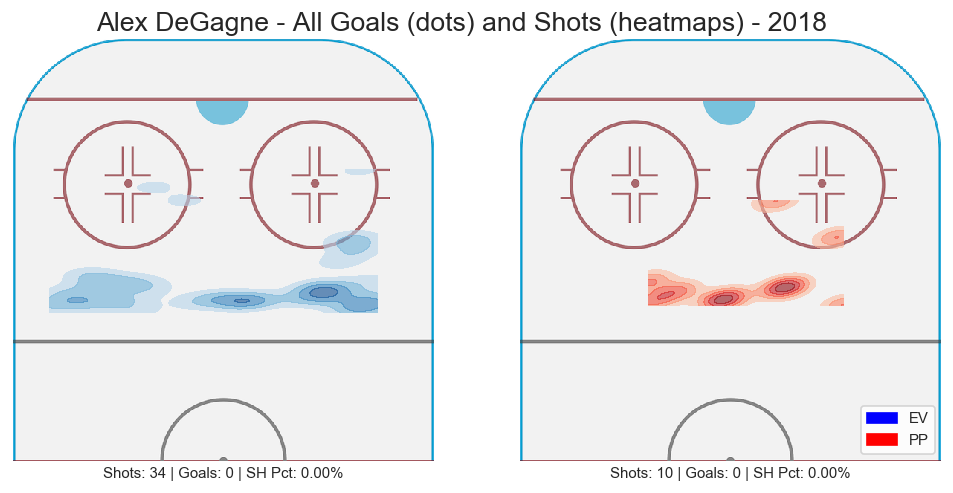 Alex DeGagne - All Goals (dots) and Shots (heatmaps) - 2018
EV
PP
Shots: 34 | Goals: 0 | SH Pct: 0.00%
Shots: 10 | Goals: 0 | SH Pct: 0.00%